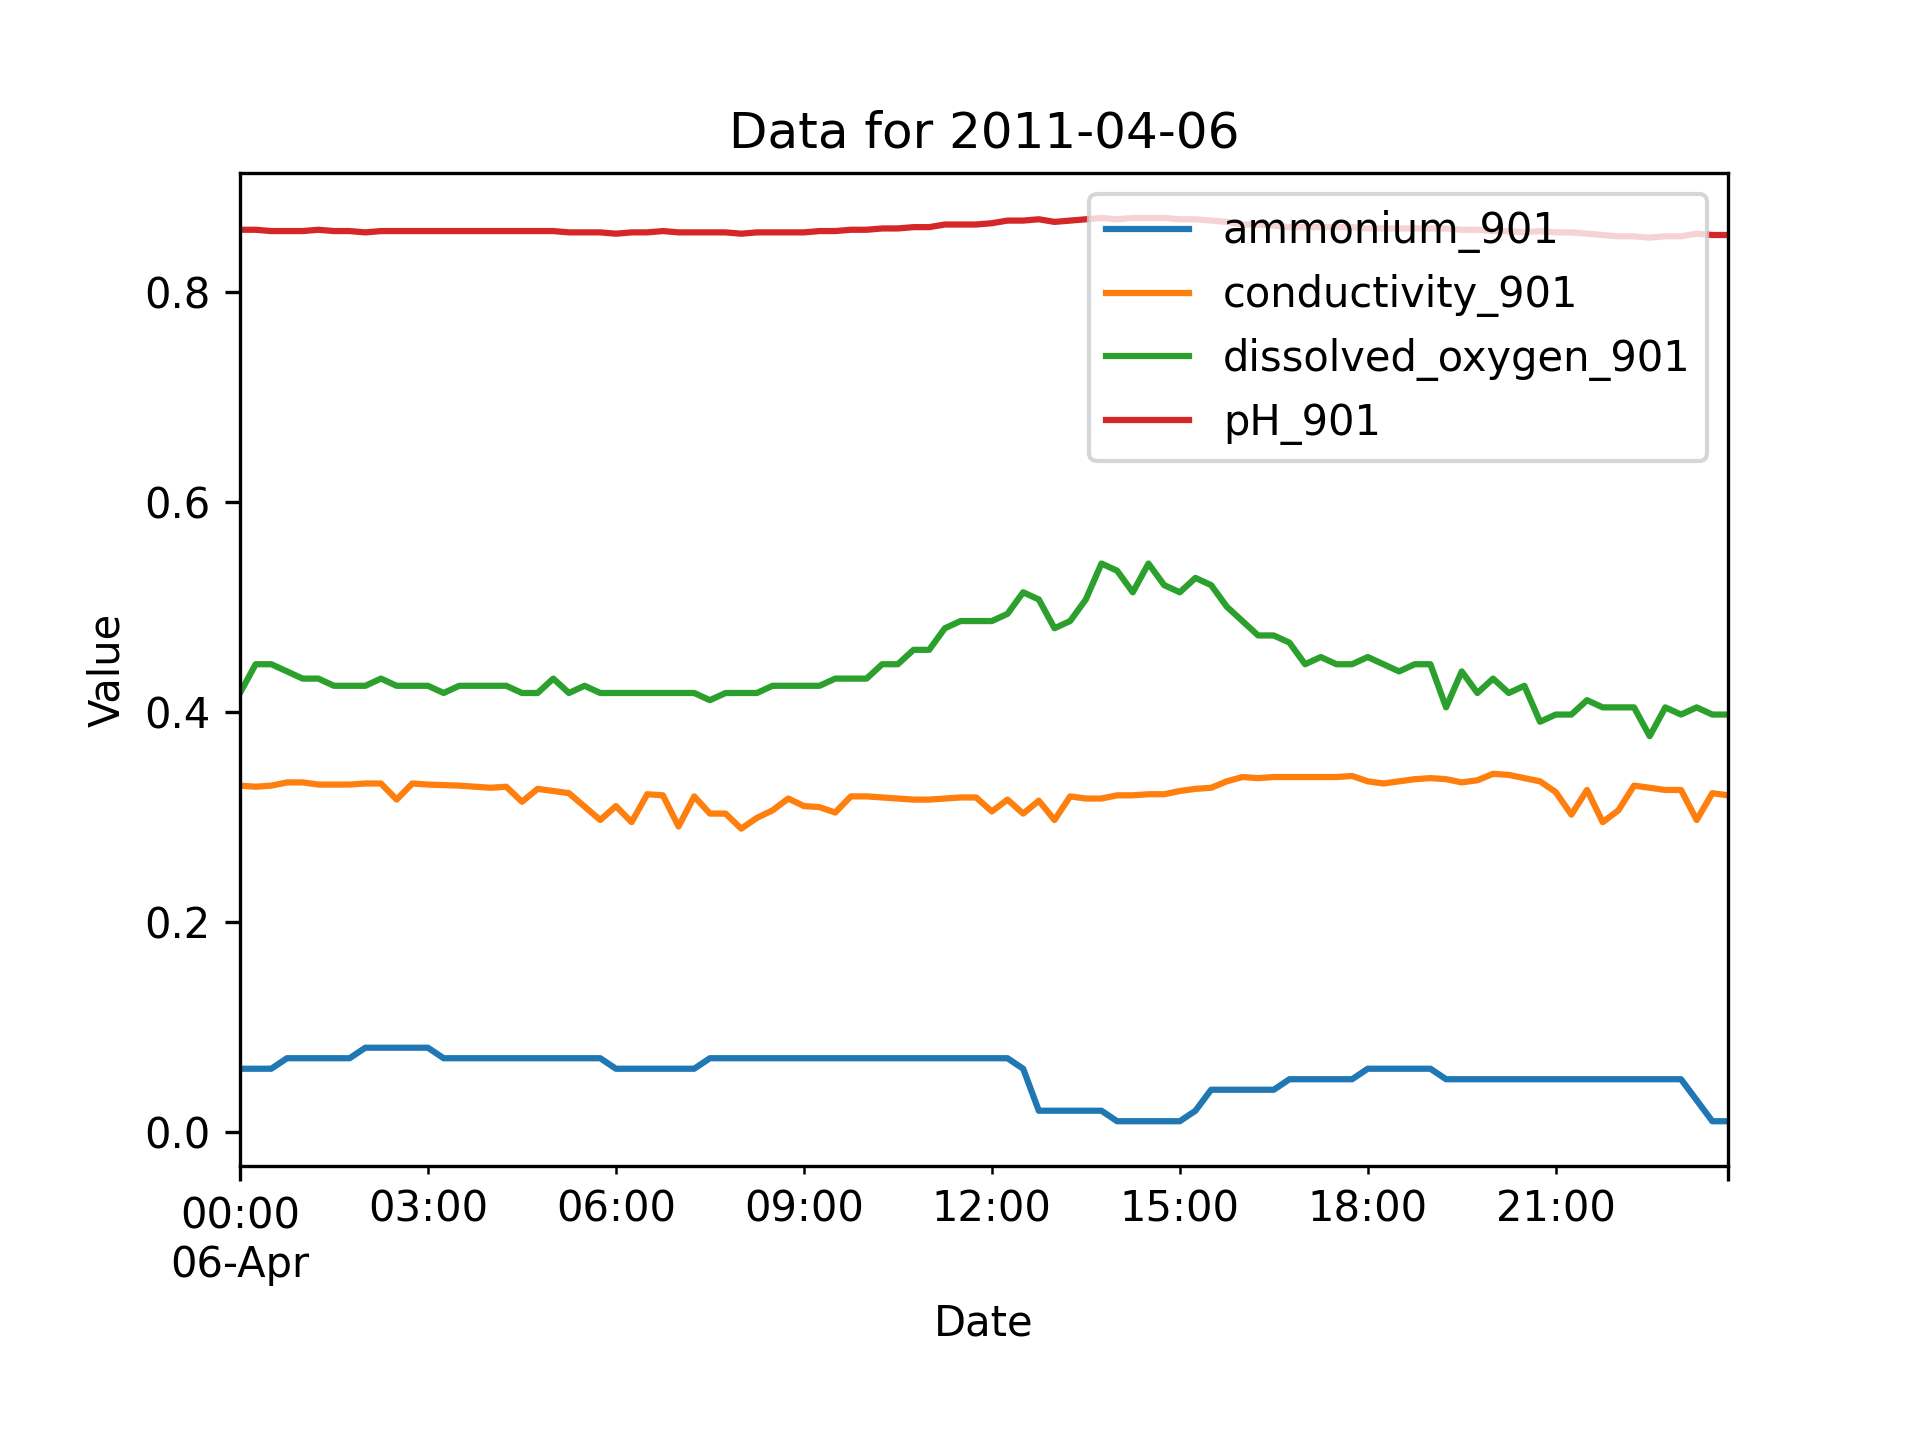 Data for 2011-04-06
ammonium_901
conductivity_901
dissolved_oxygen_901
pH_901
Value
0.8
0.6
0.4
0.2
0.0
00:00 03:00 06:00 09:00 12:00 15:00 18:00 21:00
06-Apr
Date